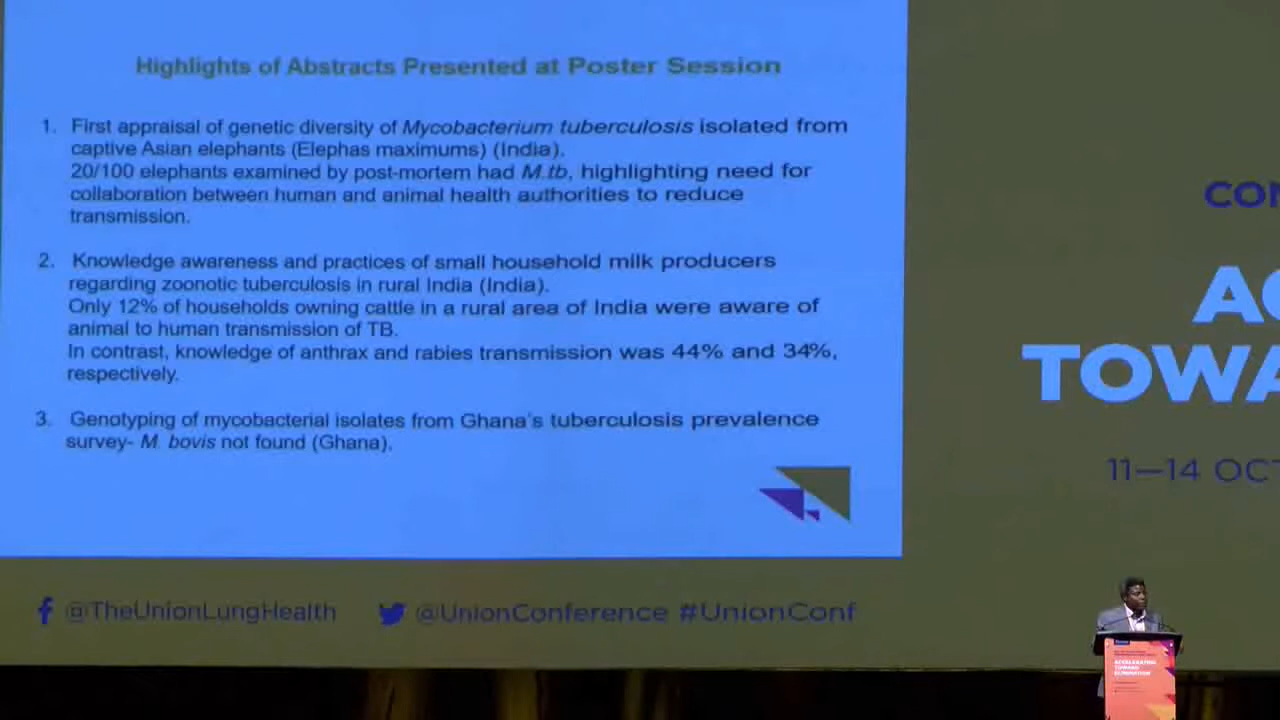 Highlights of Abstracts Presented at Poster Session
1. First appraisal of genetic diversity of Mycobacterium tuberculosis isolated from
captive Asian elephants (Elephas maximums) (India).
20/100 elephants examined by post-mortem had M.tb, highlighting need for
collaboration between human and animal health authorities to reduce
transmission.
2. Knowledge awareness and practices of small household milk producers
regarding zoonotic tuberculosis in rural India (India).
Only 12% of households owning cattle in a rural area of India were aware of
animal to human transmission of TB.
In contrast, knowledge of anthrax and rabies transmission was 44% and 34%,
respectively.
3. Genotyping of mycobacterial isolates from Ghana's tuberculosis prevalence
survey- M. bovis not found (Ghana).
@TheUnionLungHealth
@UnionConference #UnionConf
CON
AC
TOWA
11—14 OCT
ACCELERATING
TOWARD
ELIMINATION